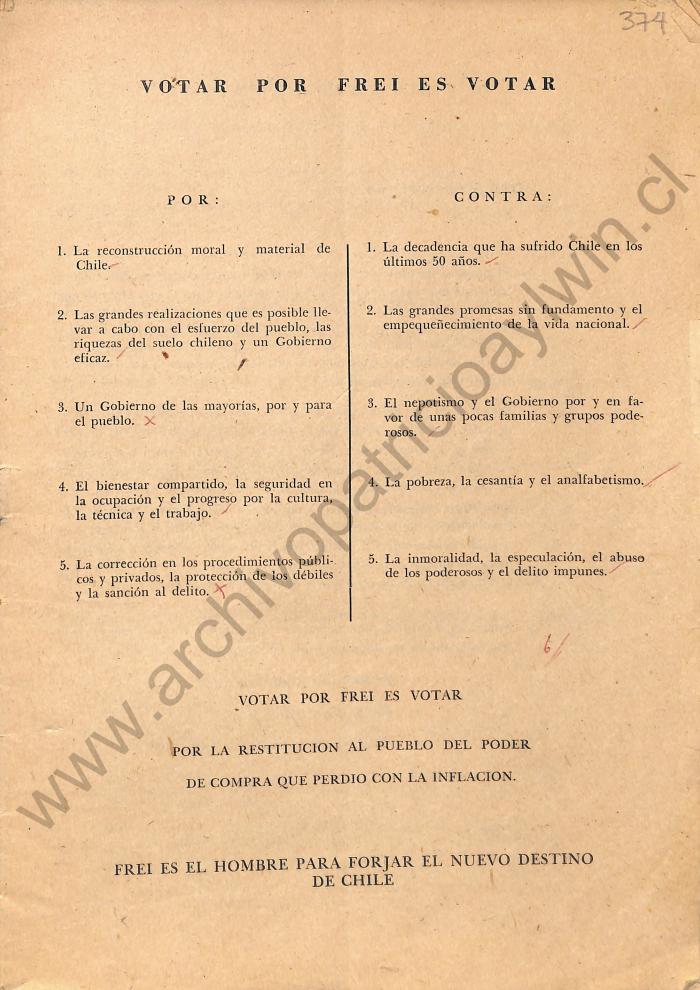 374
VOTAR POR FREI ES VOTAR
POR:
1. La reconstrucción moral y material de
Chile.
2. Las grandes realizaciones que es posible lle-
var a cabo con el esfuerzo del pueblo, las
riquezas del suelo chileno y un Gobierno
eficaz.
3. Un Gobierno de las mayorías, por y para
el pueblo.
4. El bienestar compartido, la seguridad en
la ocupación y el progreso por la cultura,
la técnica y el trabajo.
5. La corrección en los procedimientos públi-
cos y privados, la protección de los débiles
y la sanción al delito.
CONTRA:
1. La decadencia que ha sufrido Chile en los
últimos 50 años.
2. Las grandes promesas sin fundamento y el
empequeñecimiento de la vida nacional.
3. El nepotismo y el Gobierno por y en fa-
vor de unas pocas familias y grupos pode-
rosos.
4. La pobreza, la cesantía y el analfabetismo.
5. La inmoralidad, la especulación, el abuso
de los poderosos y el delito impunes.
6/
VOTAR POR FREI ES VOTAR
POR LA RESTITUCION AL PUEBLO DEL PODER
DE COMPRA QUE PERDIO CON LA INFLACION.
FREI ES EL HOMBRE PARA FORJAR EL NUEVO DESTINO
DE CHILE
www.archivopatricioaylwin.cl